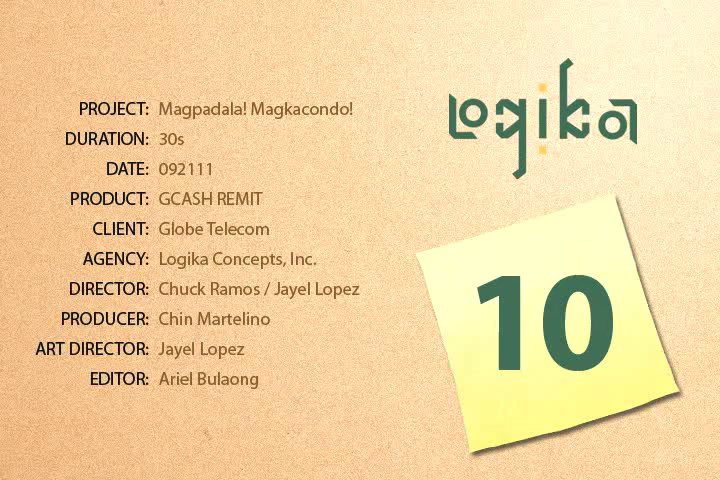 PROJECT: Magpadala! Magkacondo!
DURATION: 30s
DATE: 092111
PRODUCT: GCASH REMIT
CLIENT: Globe Telecom
AGENCY: Logika Concepts, Inc.
DIRECTOR: Chuck Ramos / Jayel Lopez
PRODUCER: Chin Martelino
ART DIRECTOR: Jayel Lopez
EDITOR: Ariel Bulaong
Logika
10